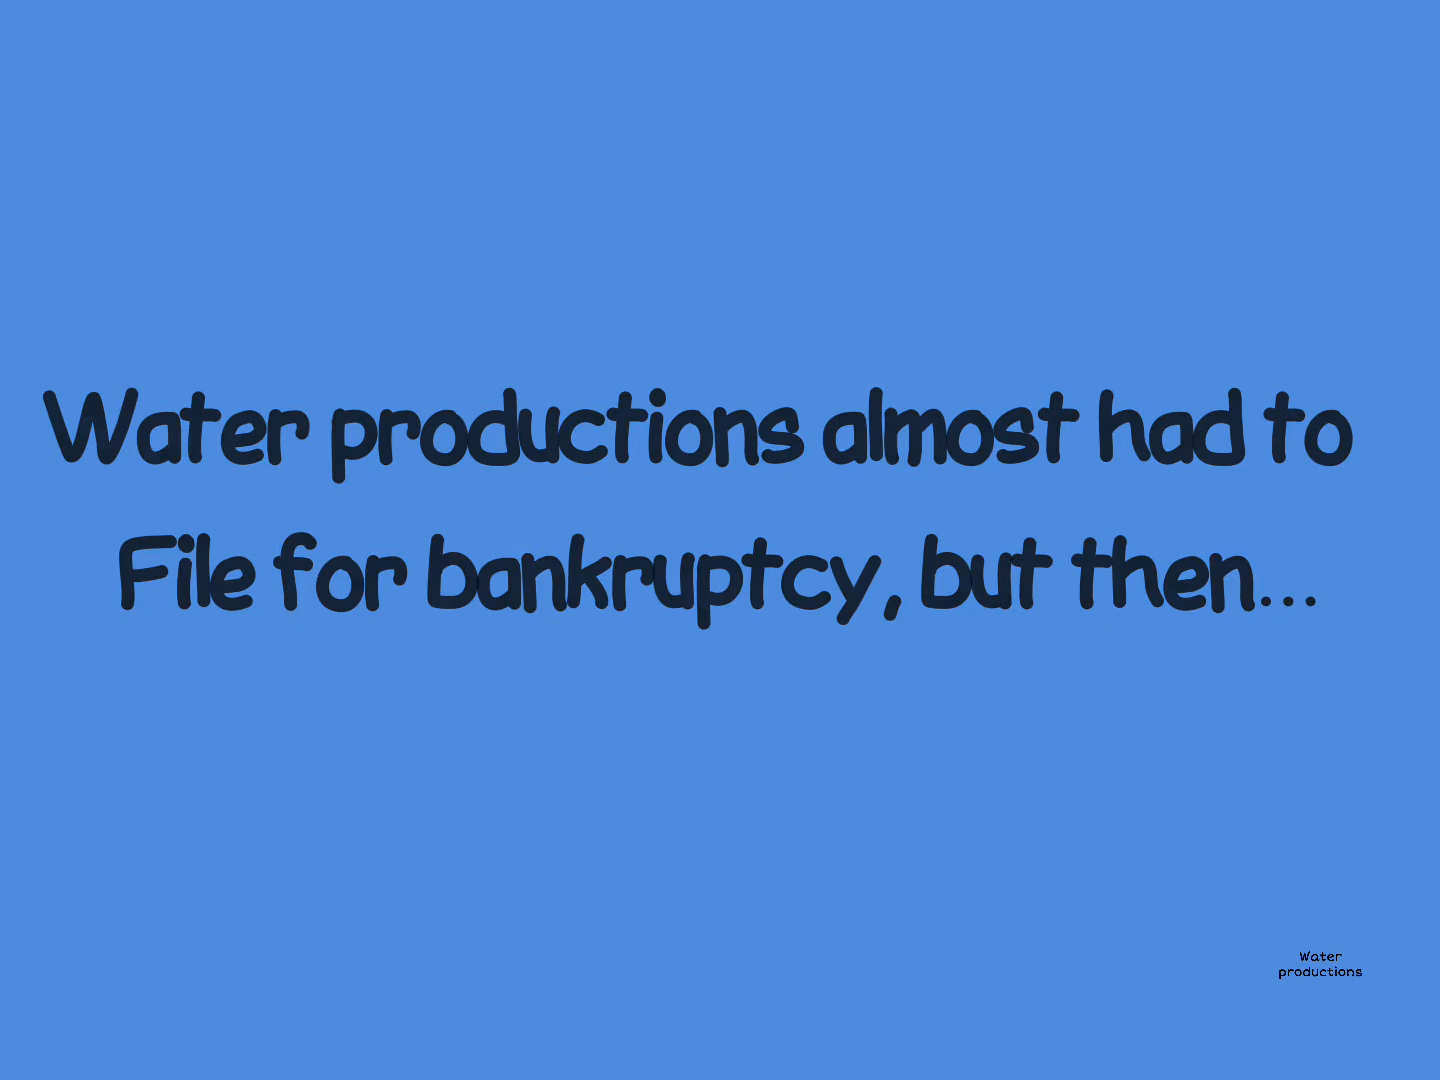 Water productions almost had to
File for bankruptcy, but then...
Water
productions